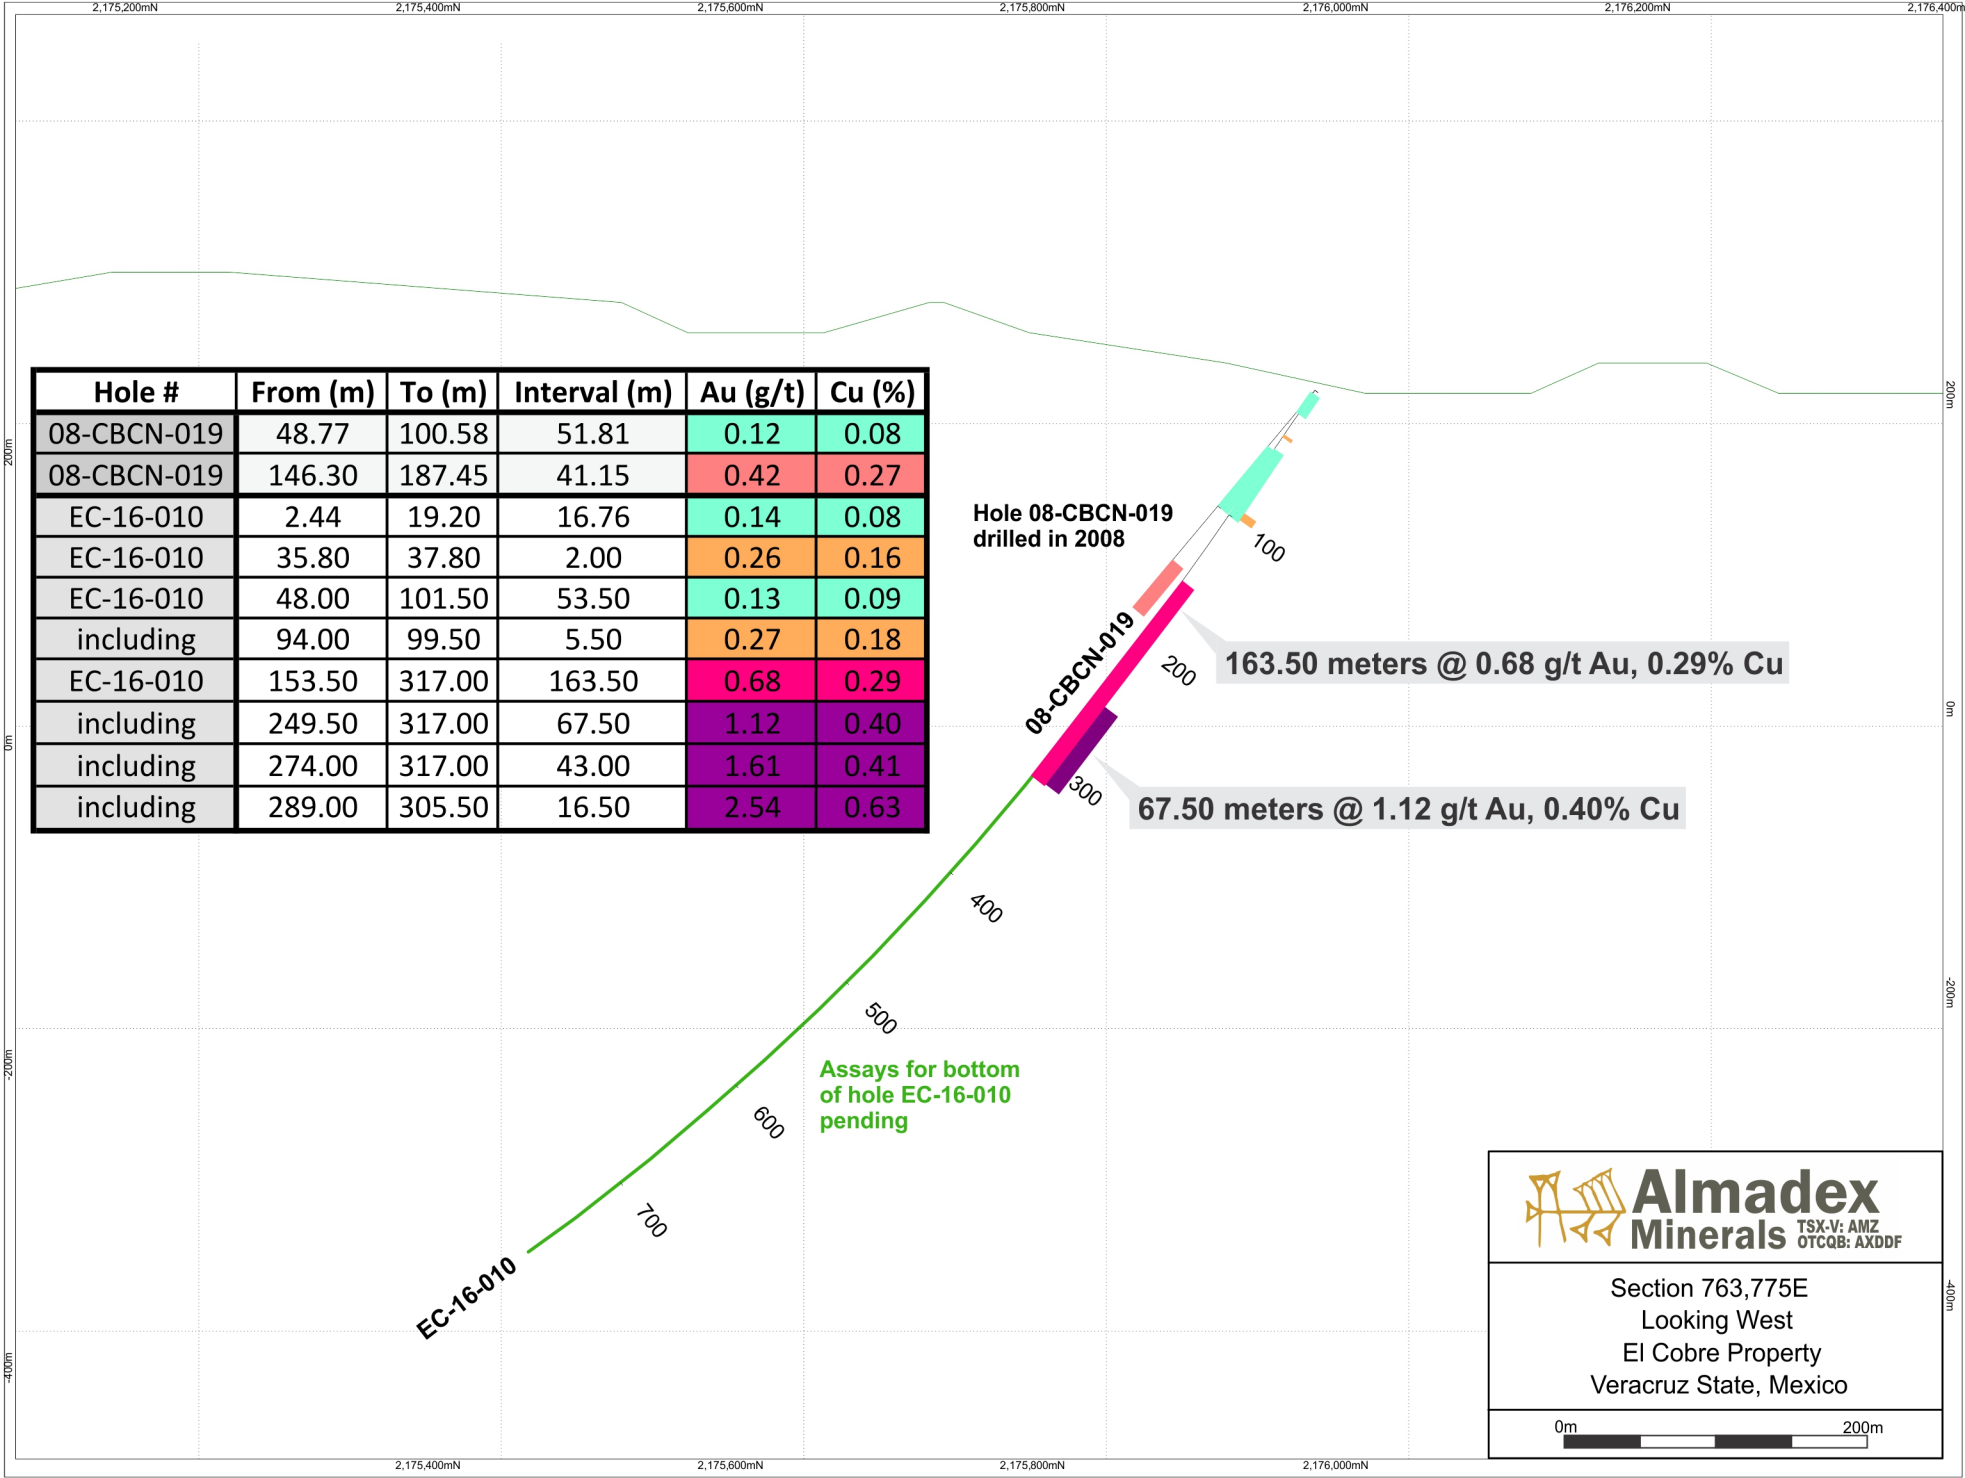 2,175,200mN 2,175,400mN 2,175,600mN 2,175,800mN 2,176,000mN 2,176,200mN 2,176,400m
Hole # From (m) To (m) Interval (m) Au (g/t) Cu (%)
08-CBCN-019 48.77 100.58 51.81 0.12 0.08
08-CBCN-019 146.30 187.45 41.15 0.42 0.27
EC-16-010 2.44 19.20 16.76 0.14 0.08
EC-16-010 35.80 37.80 2.00 0.26 0.16
EC-16-010 48.00 101.50 53.50 0.13 0.09
including 94.00 99.50 5.50 0.27 0.18
EC-16-010 153.50 317.00 163.50 0.68 0.29
including 249.50 317.00 67.50 1.12 0.40
including 274.00 317.00 43.00 1.61 0.41
including 289.00 305.50 16.50 2.54 0.63
200m
0m
-200m
-400m
200m
0m
-200m
-400m
Hole 08-CBCN-019
drilled in 2008
08-CBCN-019
100
200
300
400
500
600
700
163.50 meters @ 0.68 g/t Au, 0.29% Cu
67.50 meters @ 1.12 g/t Au, 0.40% Cu
Assays for bottom
of hole EC-16-010
pending
EC-16-010
Almadex
Minerals
TSX-V: AMZ
OTCQB: AXDDF
Section 763,775E
Looking West
El Cobre Property
Veracruz State, Mexico
0m 200m
2,175,400mN 2,175,600mN 2,175,800mN 2,176,000mN